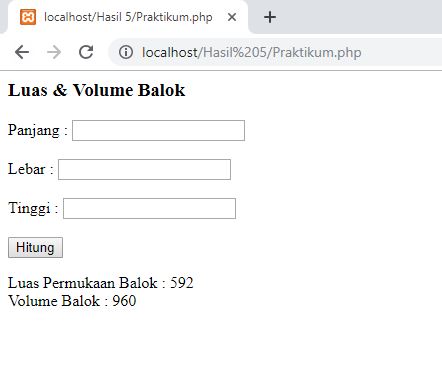 localhost/Hasil 5/Praktikum.php
localhost/Hasil%205/Praktikum.php
Luas & Volume Balok
Panjang :
Lebar :
Tinggi :
Hitung
Luas Permukaan Balok : 592
Volume Balok : 960